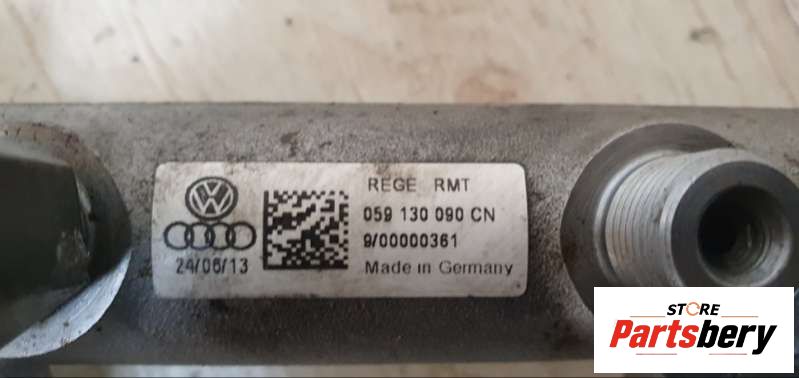 REGE RMT
059 130 090 CN
9/00000361
24/06/13
Made in Germany
STORE
Partsbery